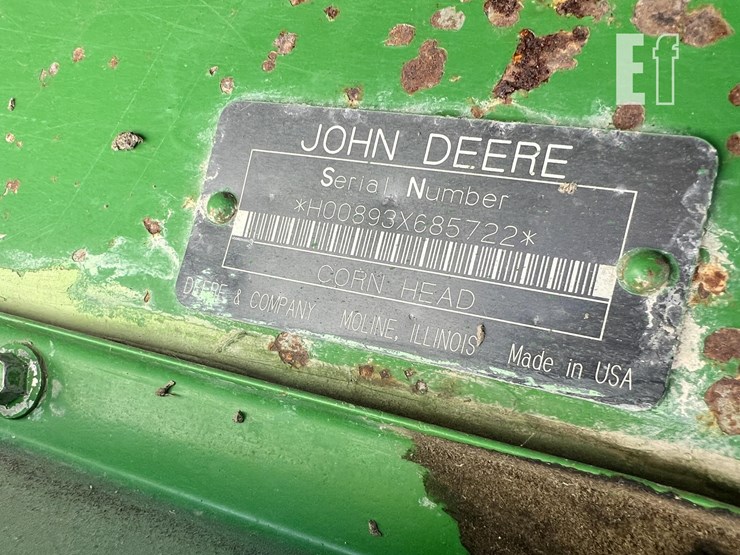 Ef
JOHN DEERE
Serial Number
*H00893X685722*
CORN HEAD
DEERE & COMPANY MOLINE, ILLINOIS Made in USA